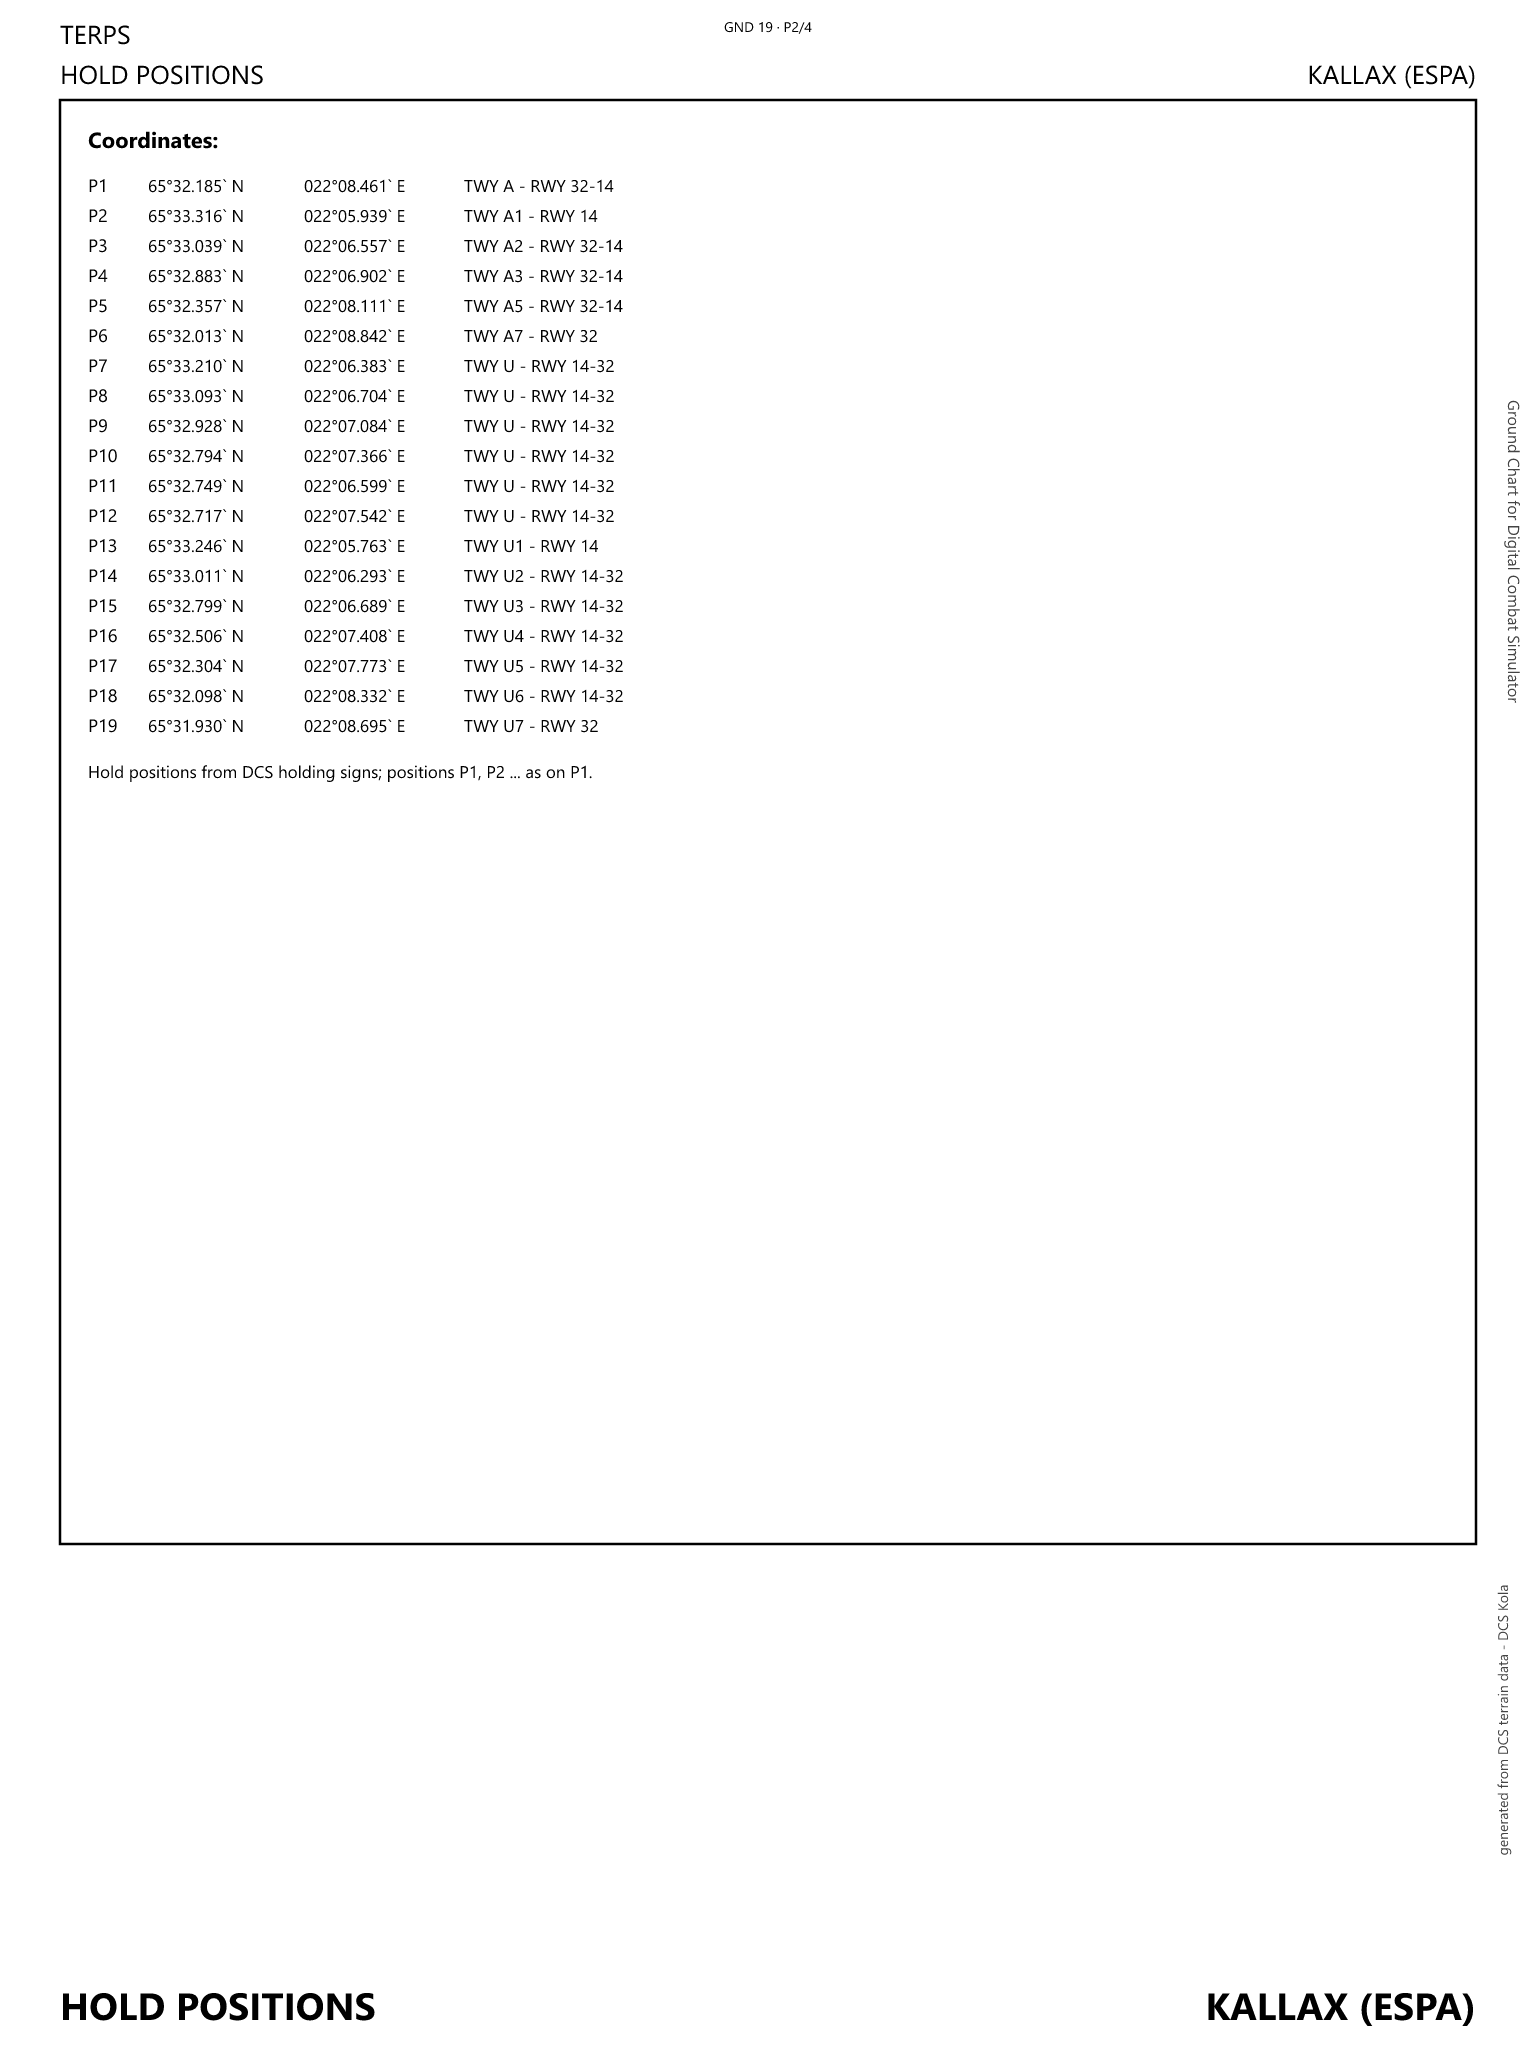 TERPS
GND 19 · P2/4
HOLD POSITIONS
KALLAX (ESPA)
Coordinates:
P1 65°32.185` N 022°08.461` E TWY A - RWY 32-14
P2 65°33.316` N 022°05.939` E TWY A1 - RWY 14
P3 65°33.039` N 022°06.557` E TWY A2 - RWY 32-14
P4 65°32.883` N 022°06.902` E TWY A3 - RWY 32-14
P5 65°32.357` N 022°08.111` E TWY A5 - RWY 32-14
P6 65°32.013` N 022°08.842` E TWY A7 - RWY 32
P7 65°33.210` N 022°06.383` E TWY U - RWY 14-32
P8 65°33.093` N 022°06.704` E TWY U - RWY 14-32
P9 65°32.928` N 022°07.084` E TWY U - RWY 14-32
P10 65°32.794` N 022°07.366` E TWY U - RWY 14-32
P11 65°32.749` N 022°06.599` E TWY U - RWY 14-32
P12 65°32.717` N 022°07.542` E TWY U - RWY 14-32
P13 65°33.246` N 022°05.763` E TWY U1 - RWY 14
P14 65°33.011` N 022°06.293` E TWY U2 - RWY 14-32
P15 65°32.799` N 022°06.689` E TWY U3 - RWY 14-32
P16 65°32.506` N 022°07.408` E TWY U4 - RWY 14-32
P17 65°32.304` N 022°07.773` E TWY U5 - RWY 14-32
P18 65°32.098` N 022°08.332` E TWY U6 - RWY 14-32
P19 65°31.930` N 022°08.695` E TWY U7 - RWY 32
Hold positions from DCS holding signs; positions P1, P2 ... as on P1.
Ground Chart for Digital Combat Simulator
generated from DCS terrain data - DCS Kola
HOLD POSITIONS
KALLAX (ESPA)